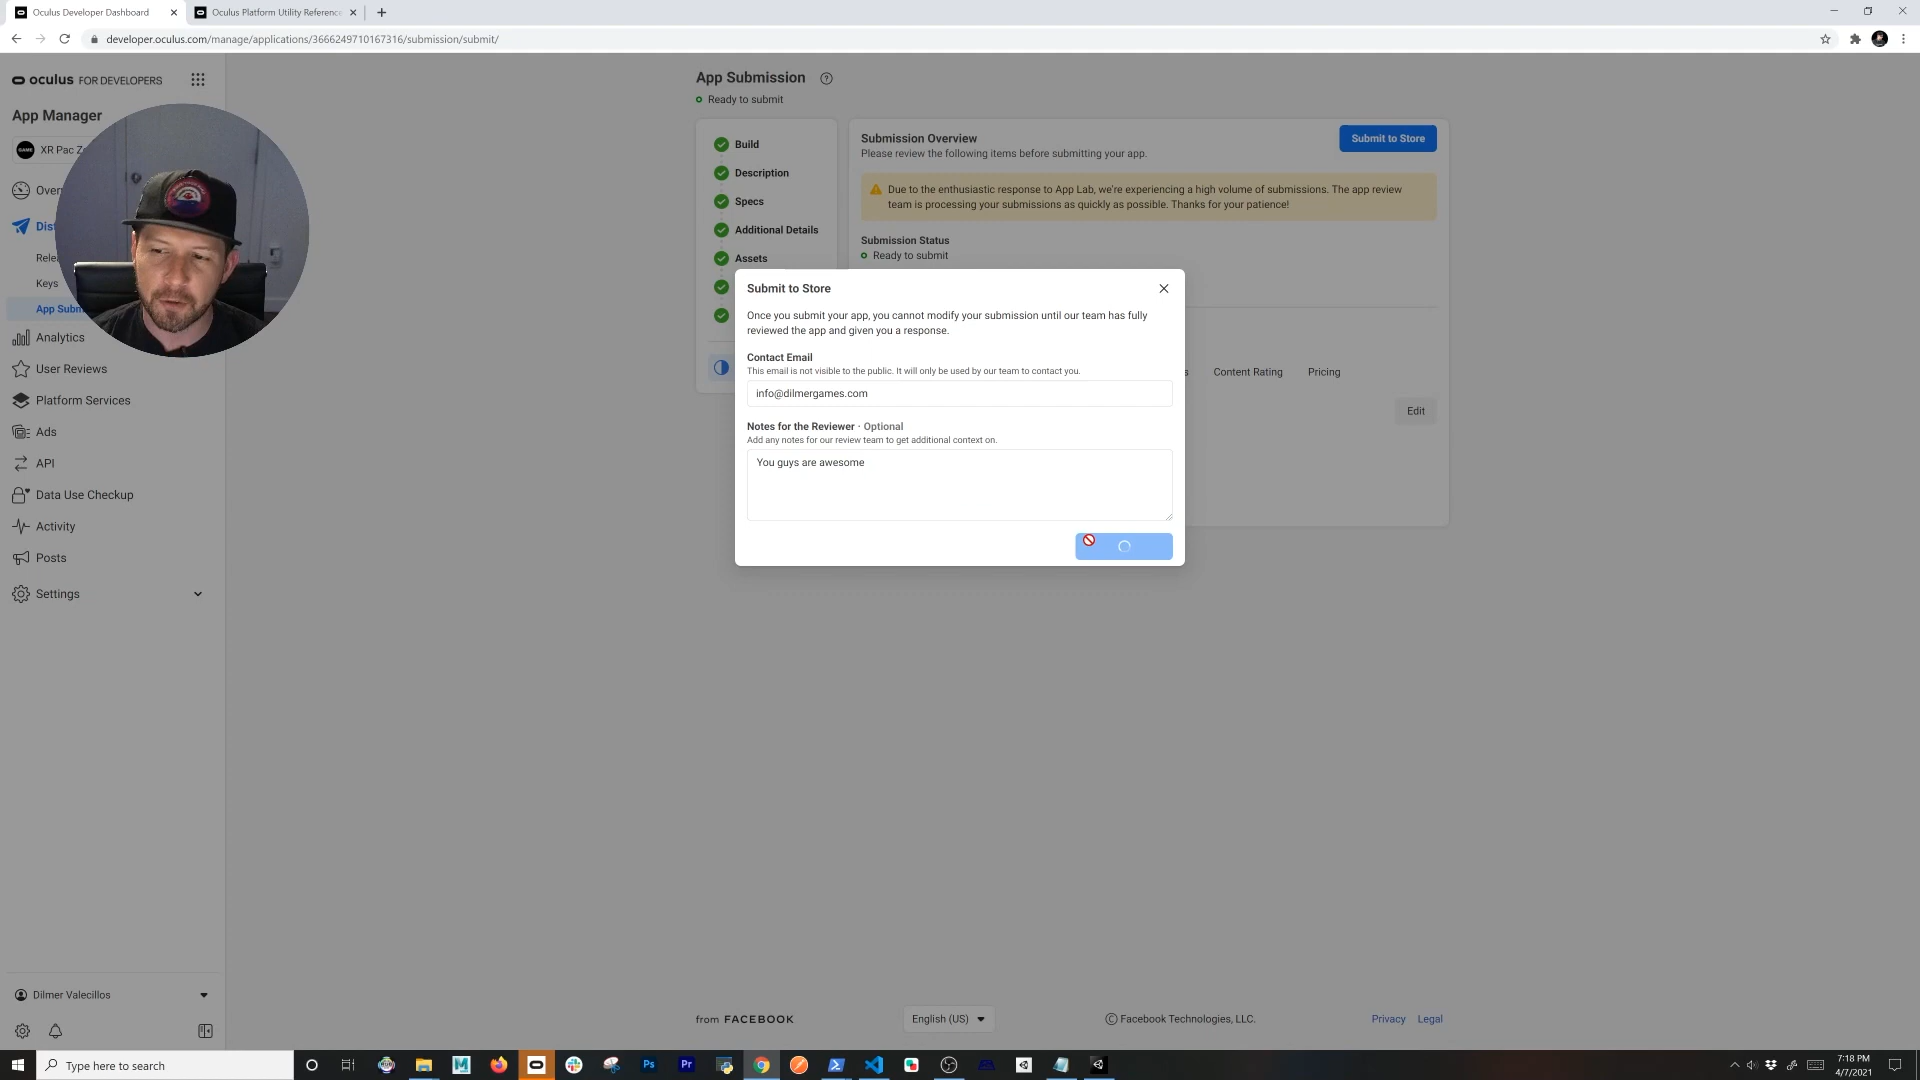 Oculus Developer Dashboard
Oculus Platform Utility Reference
developer.oculus.com/manage/applications/3666249710167316/submission/submit/
oculus FOR DEVELOPERS
App Manager
XR Pac
Dist
Keys
App Subm
Analytics
User Reviews
Platform Services
Ads
API
Data Use Checkup
Activity
Posts
Settings
Dilmer Valecillos
App Submission
Ready to submit
Build
Description
Specs
Additional Details
Assets
Submission Overview
Please review the following items before submitting your app.
Submit to Store
Due to the enthusiastic response to App Lab, we're experiencing a high volume of submissions. The app review
team is processing your submissions as quickly as possible. Thanks for your patience!
Submission Status
Ready to submit
Content Rating
Pricing
Edit
Submit to Store
Once you submit your app, you cannot modify your submission until our team has fully
reviewed the app and given you a response.
Contact Email
This email is not visible to the public. It will only be used by our team to contact you.
info@dilmergames.com
Notes for the Reviewer · Optional
Add any notes for our review team to get additional context on.
You guys are awesome
from FACEBOOK
English (US)
© Facebook Technologies, LLC.
Privacy
Legal
Type here to search
Ps
Pr
7:18 PM
4/7/2021